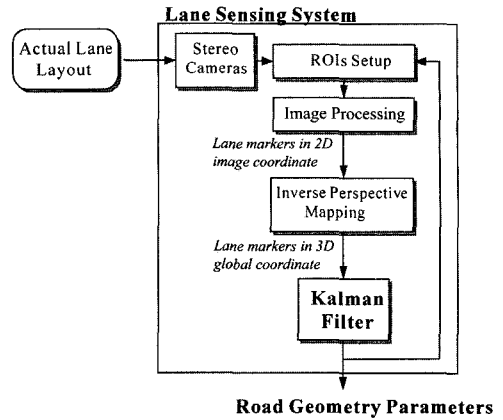 Lane Sensing System
Actual Lane
Layout
Stereo
Cameras
ROIs Setup
Image Processing
Lane markers in 2D
image coordinate
Inverse Perspective
Mapping
Lane markers in 3D
global coordinate
Kalman
Filter
Road Geometry Parameters